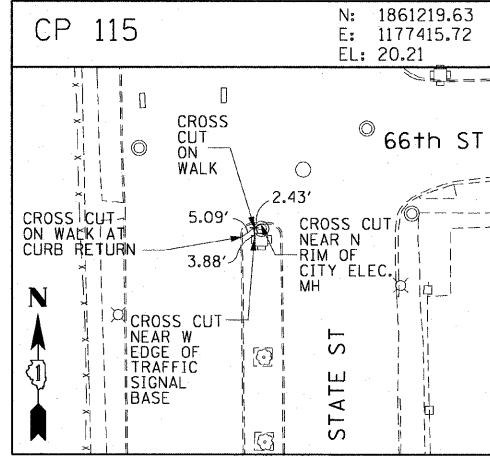 CP 115
N: 1861219.63
E: 1177415.72
EL: 20.21
66th ST
CROSS
CUT
ON
WALK
2.43'
5.09'
3.88'
CROSS CUT
ON WALK AT
CURB RETURN
CROSS CUT
NEAR N
RIM OF
CITY ELEC.
MH
N
1
CROSS CUT
NEAR W
EDGE OF
TRAFFIC
SIGNAL
BASE
STATE ST